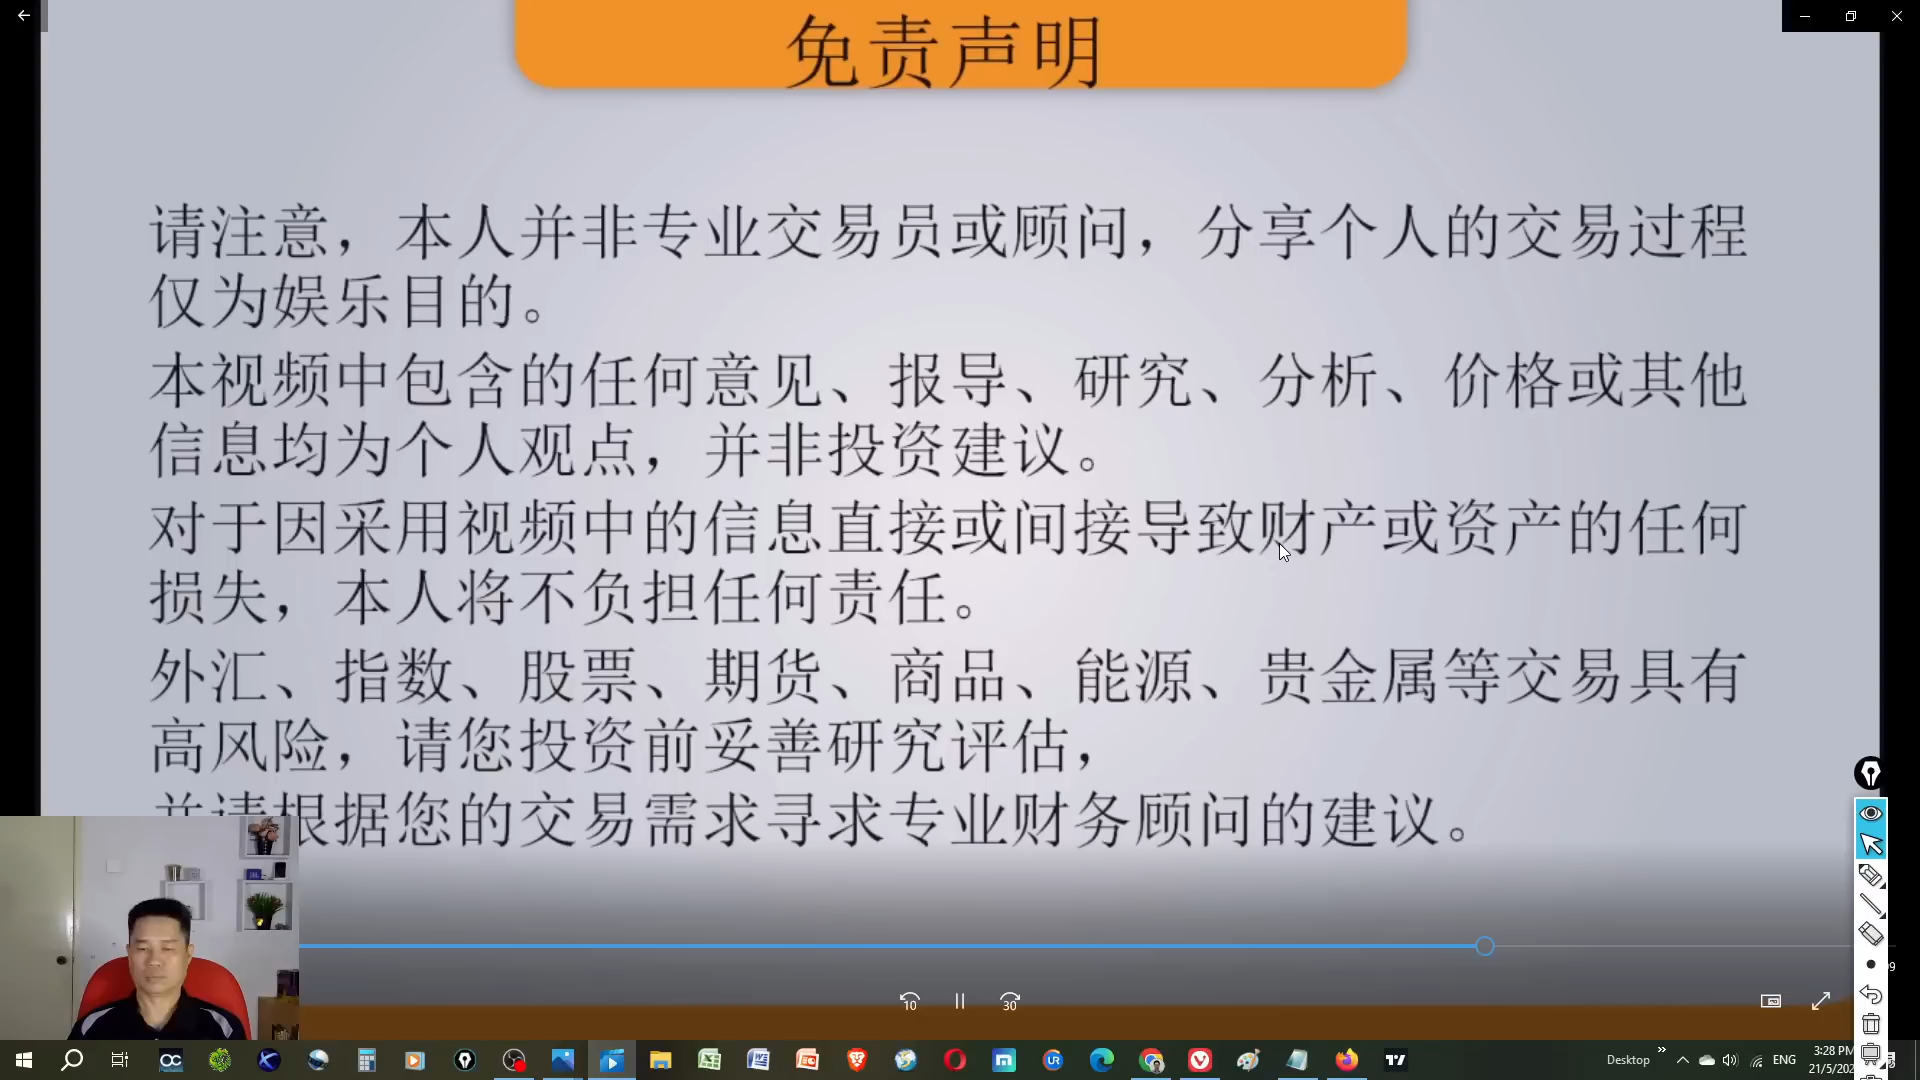 免责声明
请注意，本人并非专业交易员或顾问，分享个人的交易过程
仅为娱乐目的。
本视频中包含的任何意见、报导、研究、分析、价格或其他
信息均为个人观点，并非投资建议。
对于因采用视频中的信息直接或间接导致财产或资产的任何
损失，本人将不负担任何责任。
外汇、指数、股票、期货、商品、能源、贵金属等交易具有
高风险，请您投资前妥善研究评估，
并请根据您的交易需求寻求专业财务顾问的建议。
10
30
Desktop
ENG
3:28 PM
21/5/202